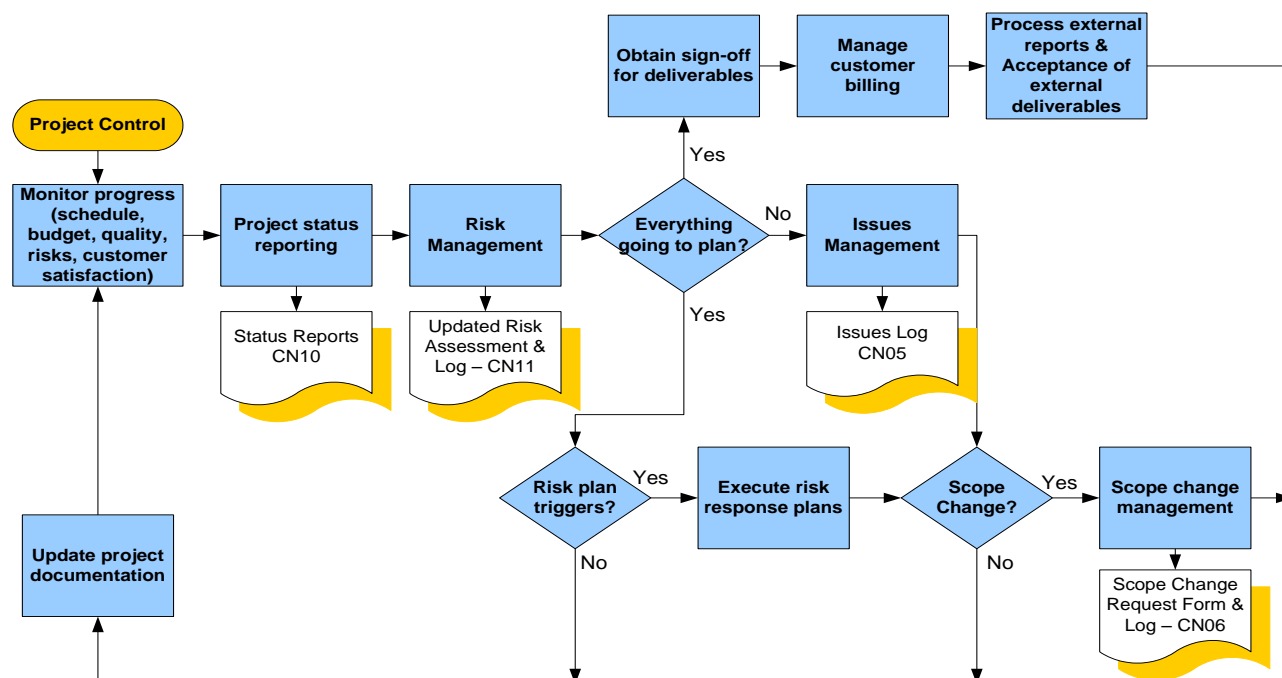 Obtain sign-off
for deliverables
Manage
customer
billing
Process external
reports &
Acceptance of
external
deliverables
Project Control
Yes
Monitor progress
(schedule,
budget, quality,
risks, customer
satisfaction)
Project status
reporting
Risk
Management
Everything
going to plan?
No
Issues
Management
Yes
Status Reports
CN10
Updated Risk
Assessment &
Log – CN11
Issues Log
CN05
Risk plan
triggers?
Yes
Execute risk
response plans
Scope
Change?
Yes
Scope change
management
No
No
Update project
documentation
Scope Change
Request Form &
Log – CN06